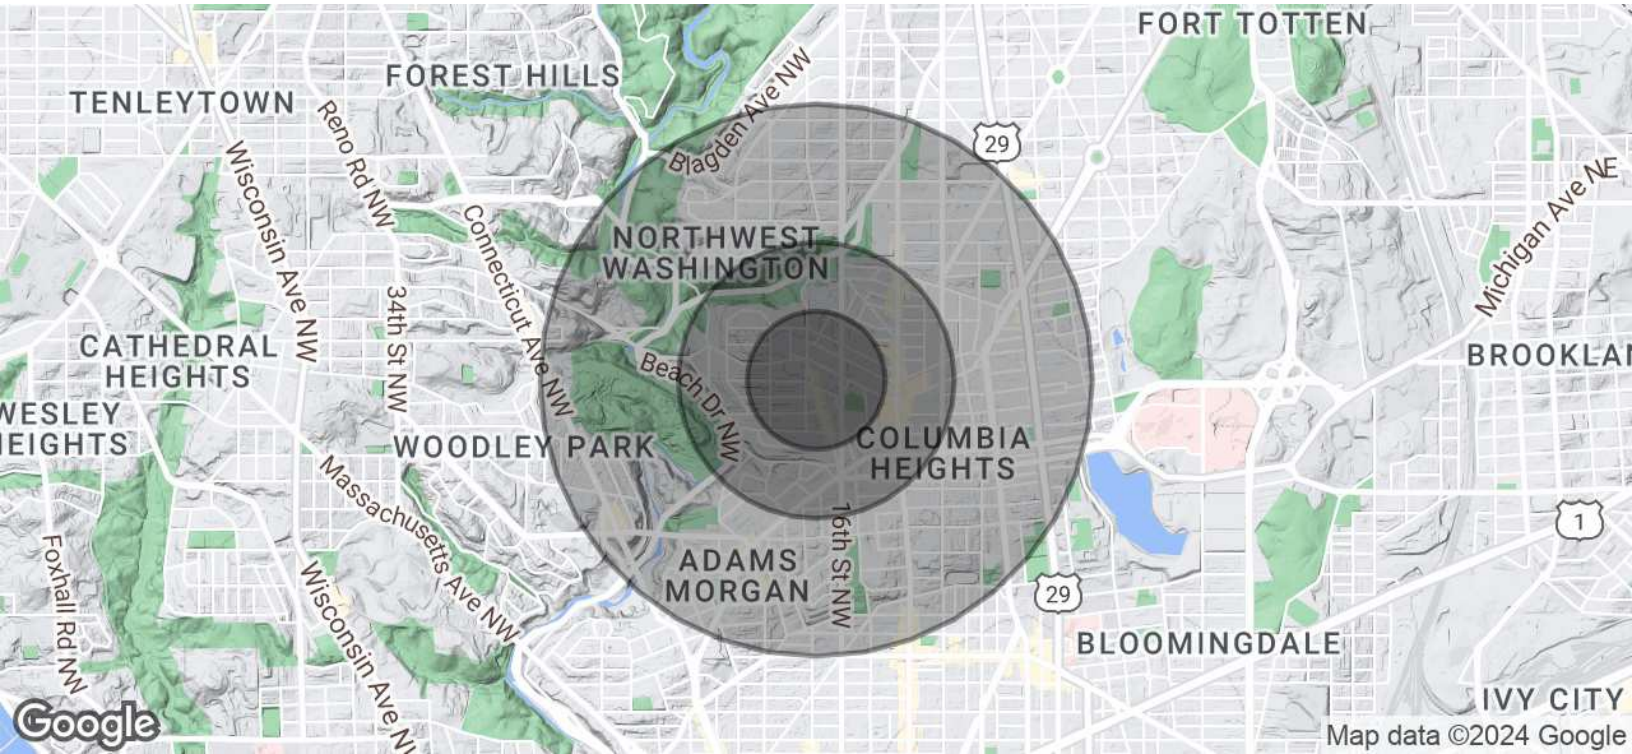 FORT TOTTEN
FOREST HILLS
TENLEYTOWN
Reno Rd NW
Blagden Ave NW
29
Wisconsin Ave NW
Michigan Ave NE
Connecticut Ave NW
NORTHWEST
WASHINGTON
34th St NW
CATHEDRAL
HEIGHTS
BROOKLAN
Beach Dr NW
WESLEY
HEIGHTS
WOODLEY PARK
COLUMBIA
HEIGHTS
Massachusetts Ave NW
16th St NW
1
Foxhall Rd NW
ADAMS
MORGAN
Wisconsin Ave NW
29
BLOOMINGDALE
IVY CITY
Google
Map data ©2024 Google